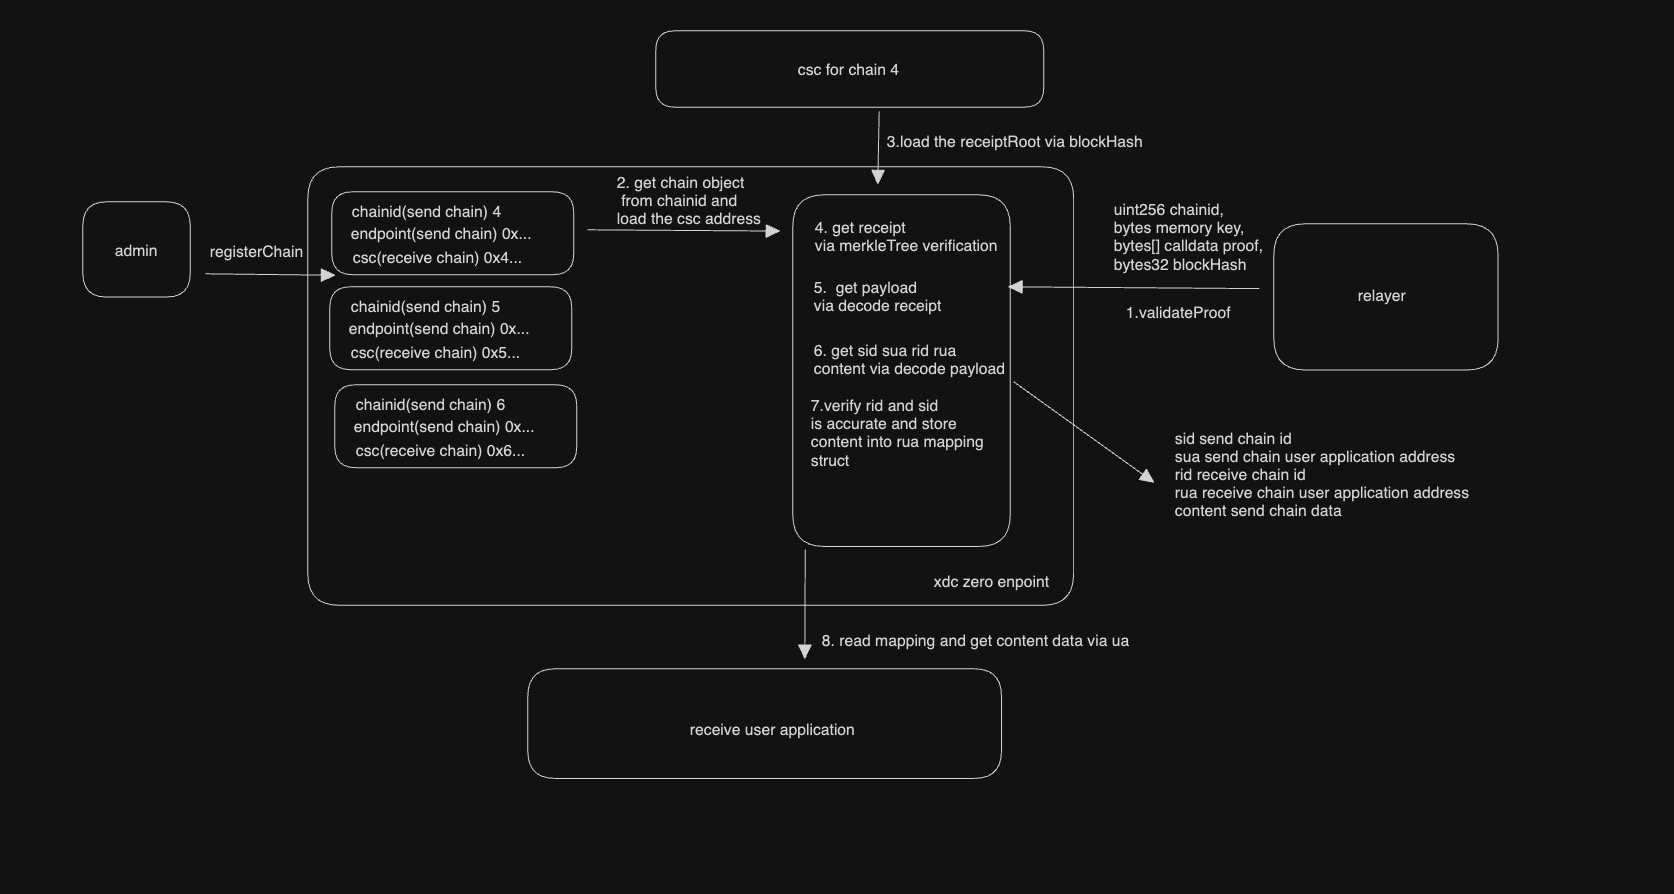 csc for chain 4
3.load the receiptRoot via blockHash
admin
registerChain
chainid(send chain) 4
endpoint(send chain) 0x...
csc(receive chain) 0x4...
chainid(send chain) 5
endpoint(send chain) 0x...
csc(receive chain) 0x5...
chainid(send chain) 6
endpoint(send chain) 0x...
csc(receive chain) 0x6...
2. get chain object
from chainid and
load the csc address
4. get receipt
via merkleTree verification
5.  get payload
via decode receipt
6. get sid sua rid rua
content via decode payload
7.verify rid and sid
is accurate and store
content into rua mapping
struct
xdc zero enpoint
uint256 chainid,
bytes memory key,
bytes[] calldata proof,
bytes32 blockHash
1.validateProof
relayer
sid send chain id
sua send chain user application address
rid receive chain id
rua receive chain user application address
content send chain data
8. read mapping and get content data via ua
receive user application